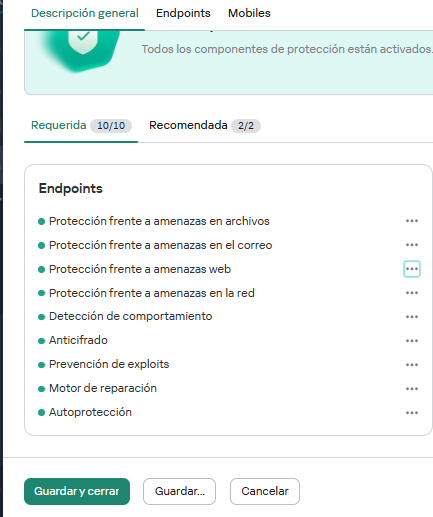 Descripción general Endpoints Mobiles
Todos los componentes de protección están activados.
Requerida 10/10 Recomendada 2/2
Endpoints
Protección frente a amenazas en archivos
Protección frente a amenazas en el correo
Protección frente a amenazas web
Protección frente a amenazas en la red
Detección de comportamiento
Anticifrado
Prevención de exploits
Motor de reparación
Autoprotección
Guardar y cerrar Guardar... Cancelar